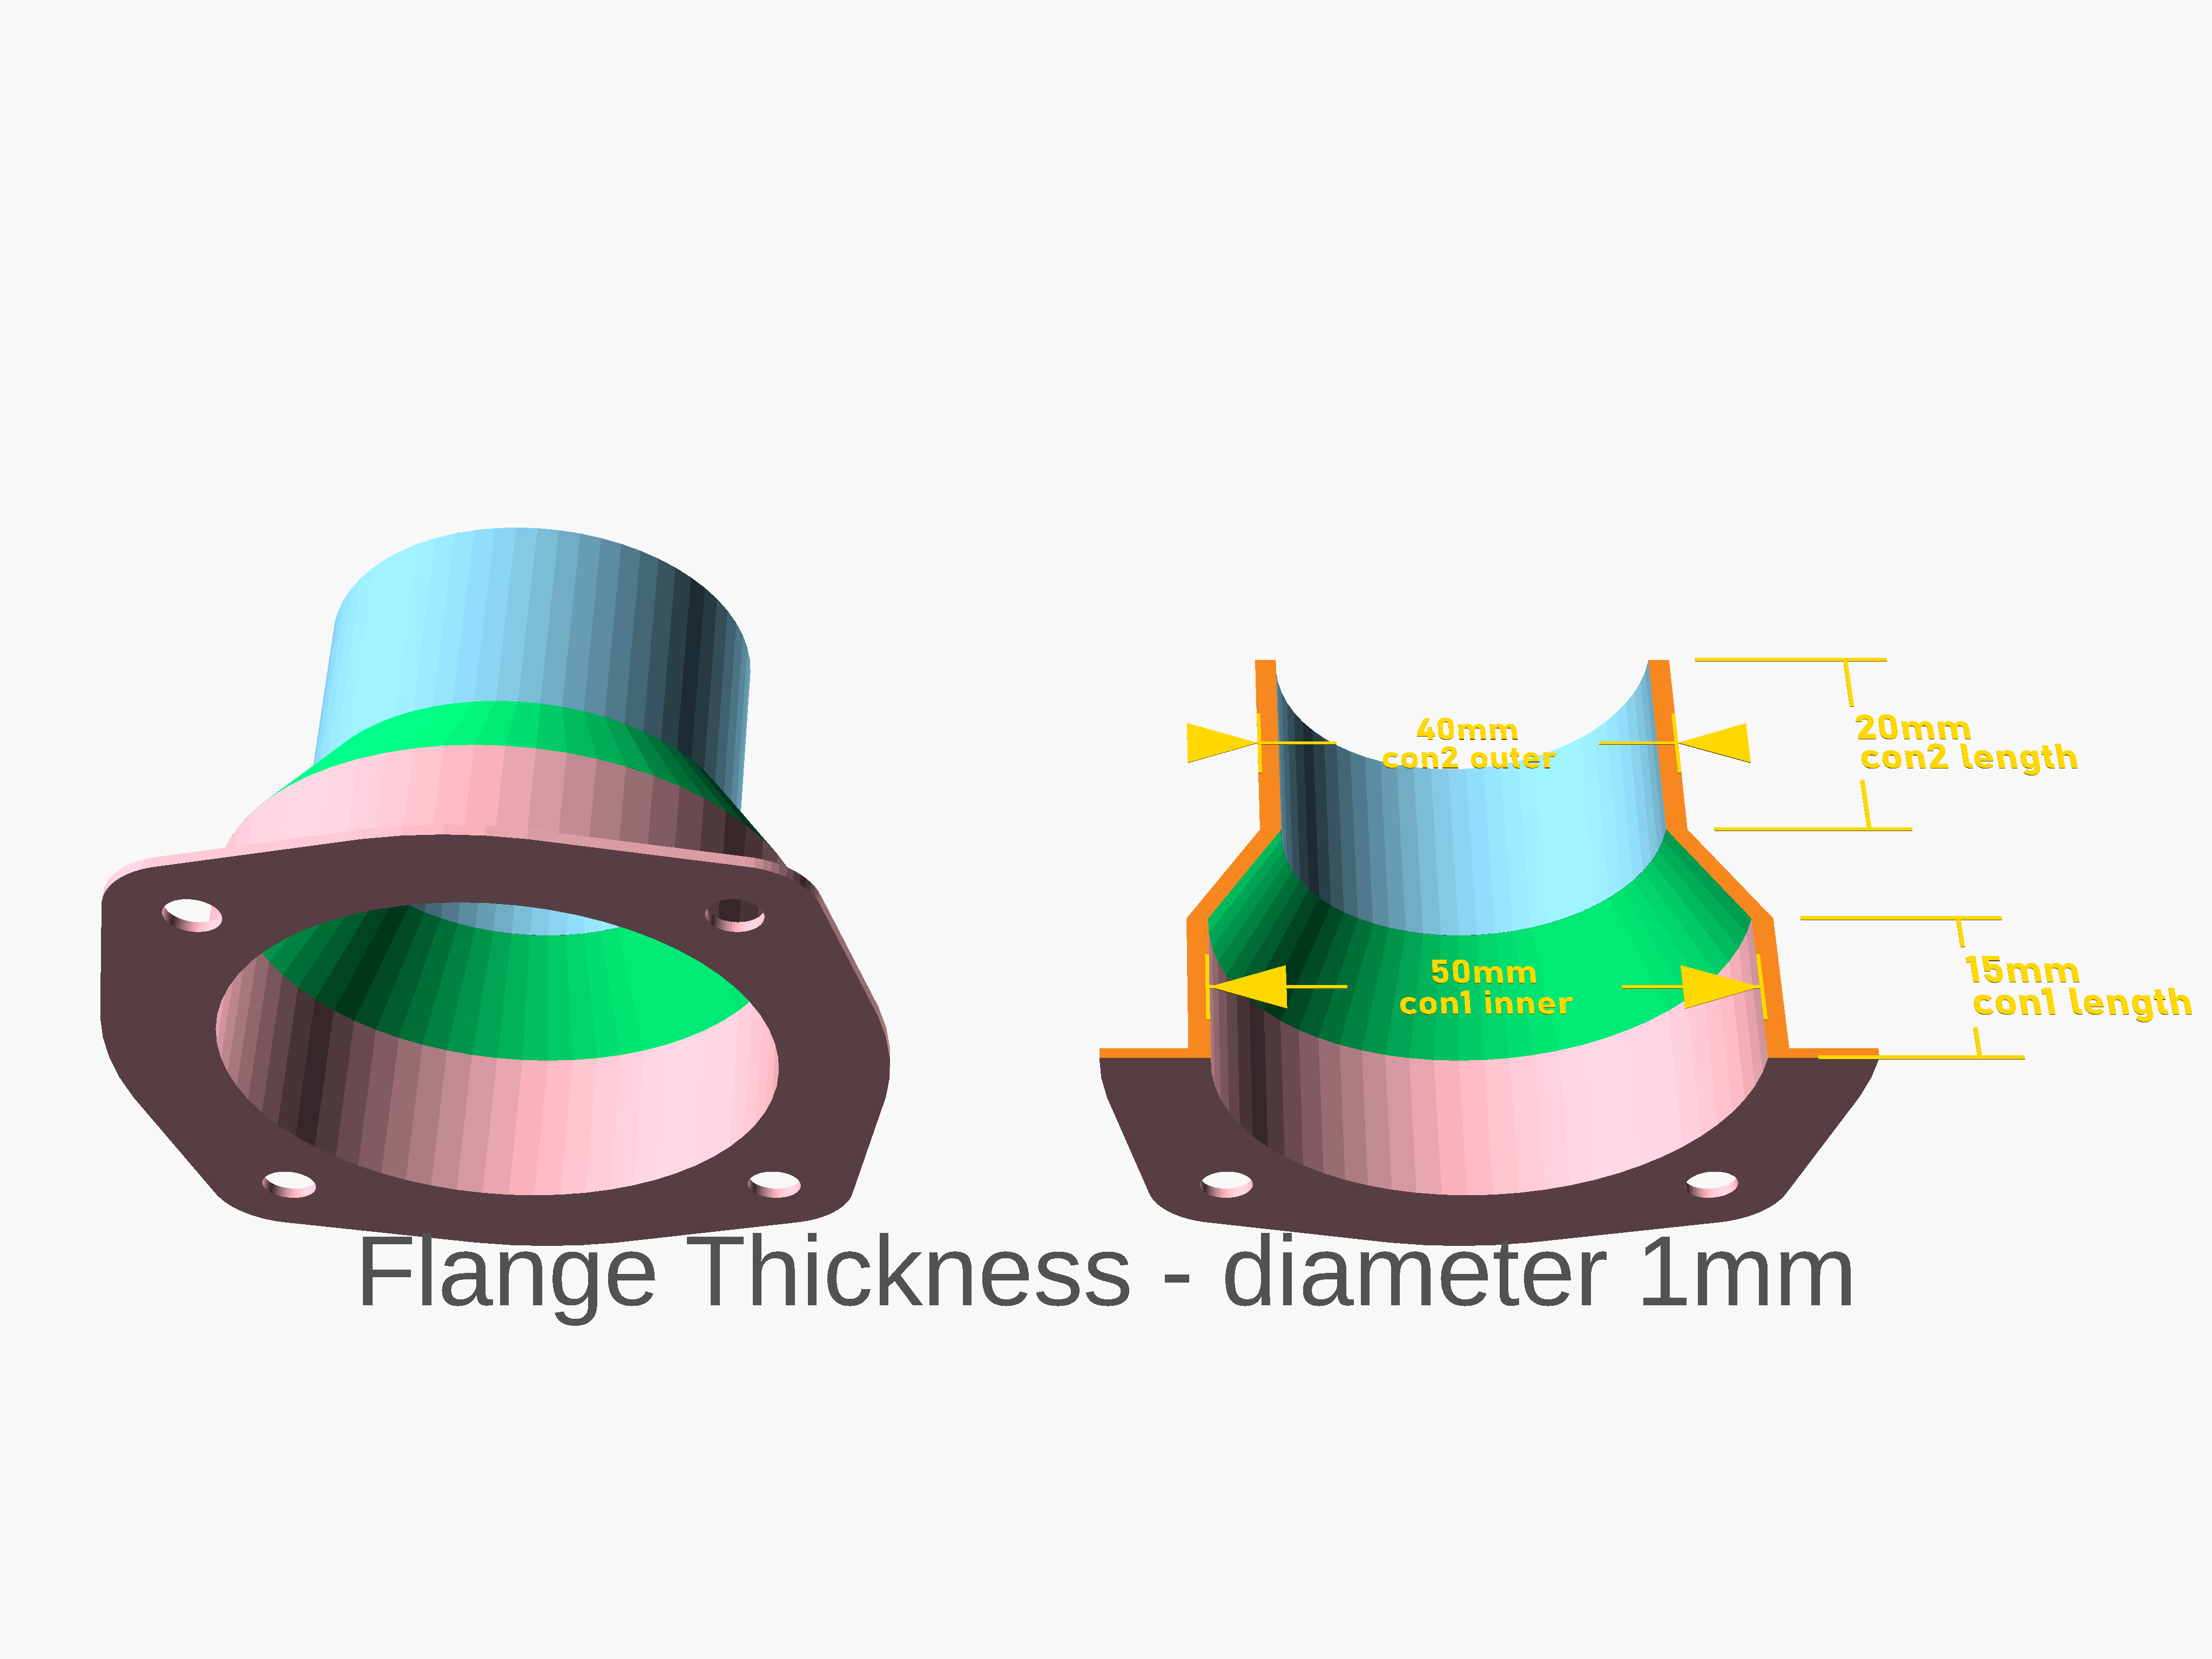 40mm
con2 outer
20mm
con2 length
50mm
con1 inner
15mm
con1 length
Flange Thickness - diameter 1mm